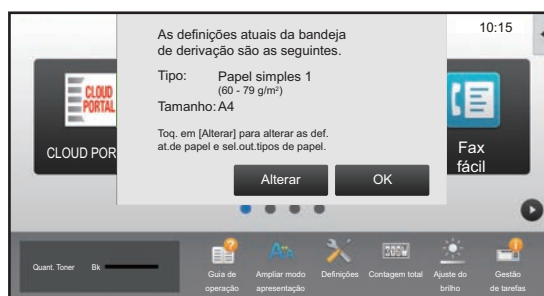 10:15
As definições atuais da bandeja
de derivação são as seguintes.
Tipo: Papel simples 1
(60 - 79 g/m²)
Tamanho: A4
Toq. em [Alterar] para alterar as def.
at.de papel e sel.out.tipos de papel.
Alterar OK
CLOUD
PORTAL
CLOUD POR
Fax
fácil
Quant. Toner Bk
Guia de
operação
Ampliar modo
apresentação
Definições
Contagem total
Ajuste do
brilho
Gestão
de tarefas